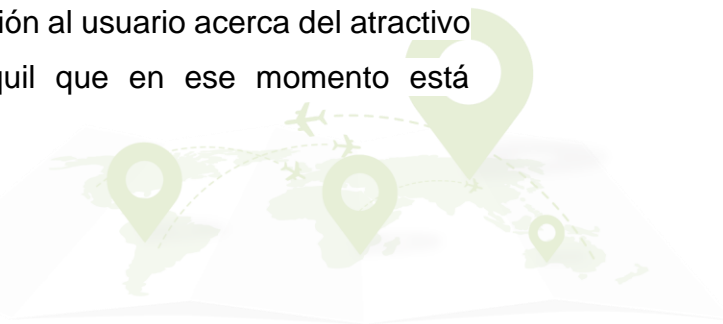 ión al usuario acerca del atractivo
quil que en ese momento está